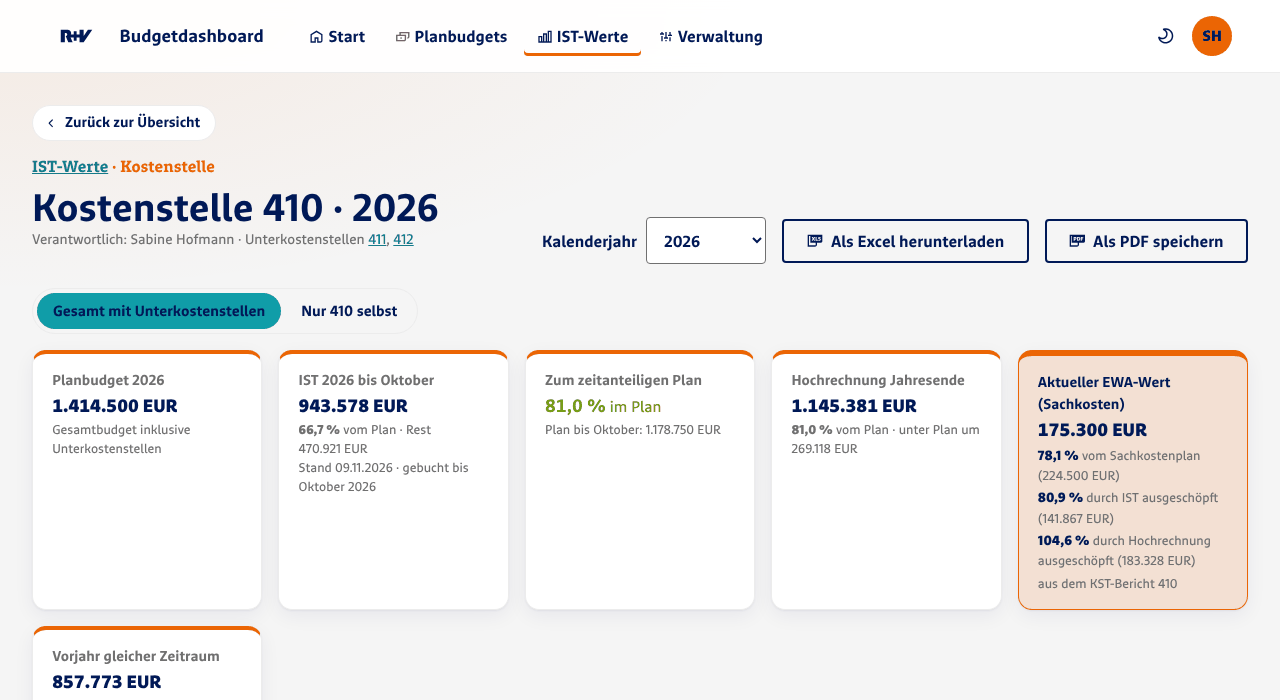 R+V Budgetdashboard Start Planbudgets IST-Werte Verwaltung SH
Zurück zur Übersicht
IST-Werte · Kostenstelle
Kostenstelle 410 · 2026
Verantwortlich: Sabine Hofmann · Unterkostenstellen 411, 412
Kalenderjahr 2026 XLS Als Excel herunterladen PDF Als PDF speichern
Gesamt mit Unterkostenstellen Nur 410 selbst
Planbudget 2026
1.414.500 EUR
Gesamtbudget inklusive
Unterkostenstellen
IST 2026 bis Oktober
943.578 EUR
66,7 % vom Plan · Rest
470.921 EUR
Stand 09.11.2026 · gebucht bis
Oktober 2026
Zum zeitanteiligen Plan
81,0 % im Plan
Plan bis Oktober: 1.178.750 EUR
Hochrechnung Jahresende
1.145.381 EUR
81,0 % vom Plan · unter Plan um
269.118 EUR
Aktueller EWA-Wert
(Sachkosten)
175.300 EUR
78,1 % vom Sachkostenplan
(224.500 EUR)
80,9 % durch IST ausgeschöpft
(141.867 EUR)
104,6 % durch Hochrechnung
ausgeschöpft (183.328 EUR)
aus dem KST-Bericht 410
Vorjahr gleicher Zeitraum
857.773 EUR